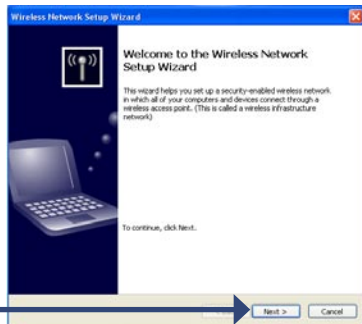 Wireless Network Setup Wizard
Welcome to the Wireless Network
Setup Wizard
This wizard helps you set up a security-enabled wireless network
in which all of your computers and devices connect through a
wireless access point. (This is called a wireless infrastructure
network)
To continue, click Next.
Next >
Cancel